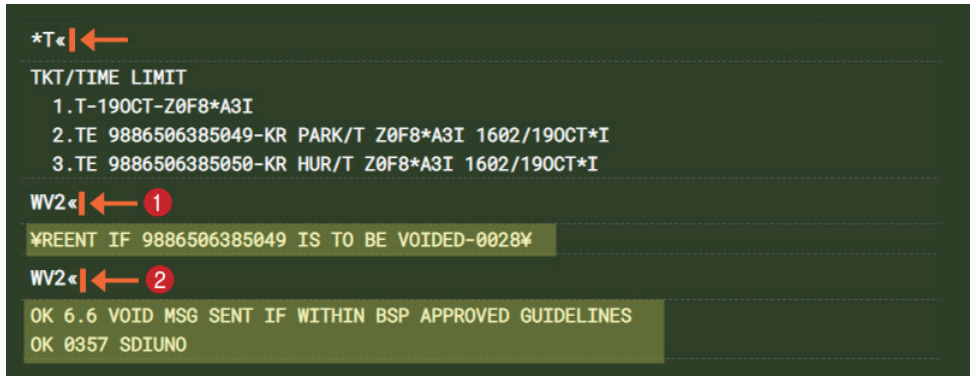 *T«
TKT/TIME LIMIT
1.T-19OCT-Z0F8*A3I
2.TE 9886506385049-KR PARK/T Z0F8*A3I 1602/19OCT*I
3.TE 9886506385050-KR HUR/T Z0F8*A3I 1602/19OCT*I
WV2« 1
¥REENT IF 9886506385049 IS TO BE VOIDED-0028¥
WV2« 2
OK 6.6 VOID MSG SENT IF WITHIN BSP APPROVED GUIDELINES
OK 0357 SDIUNO